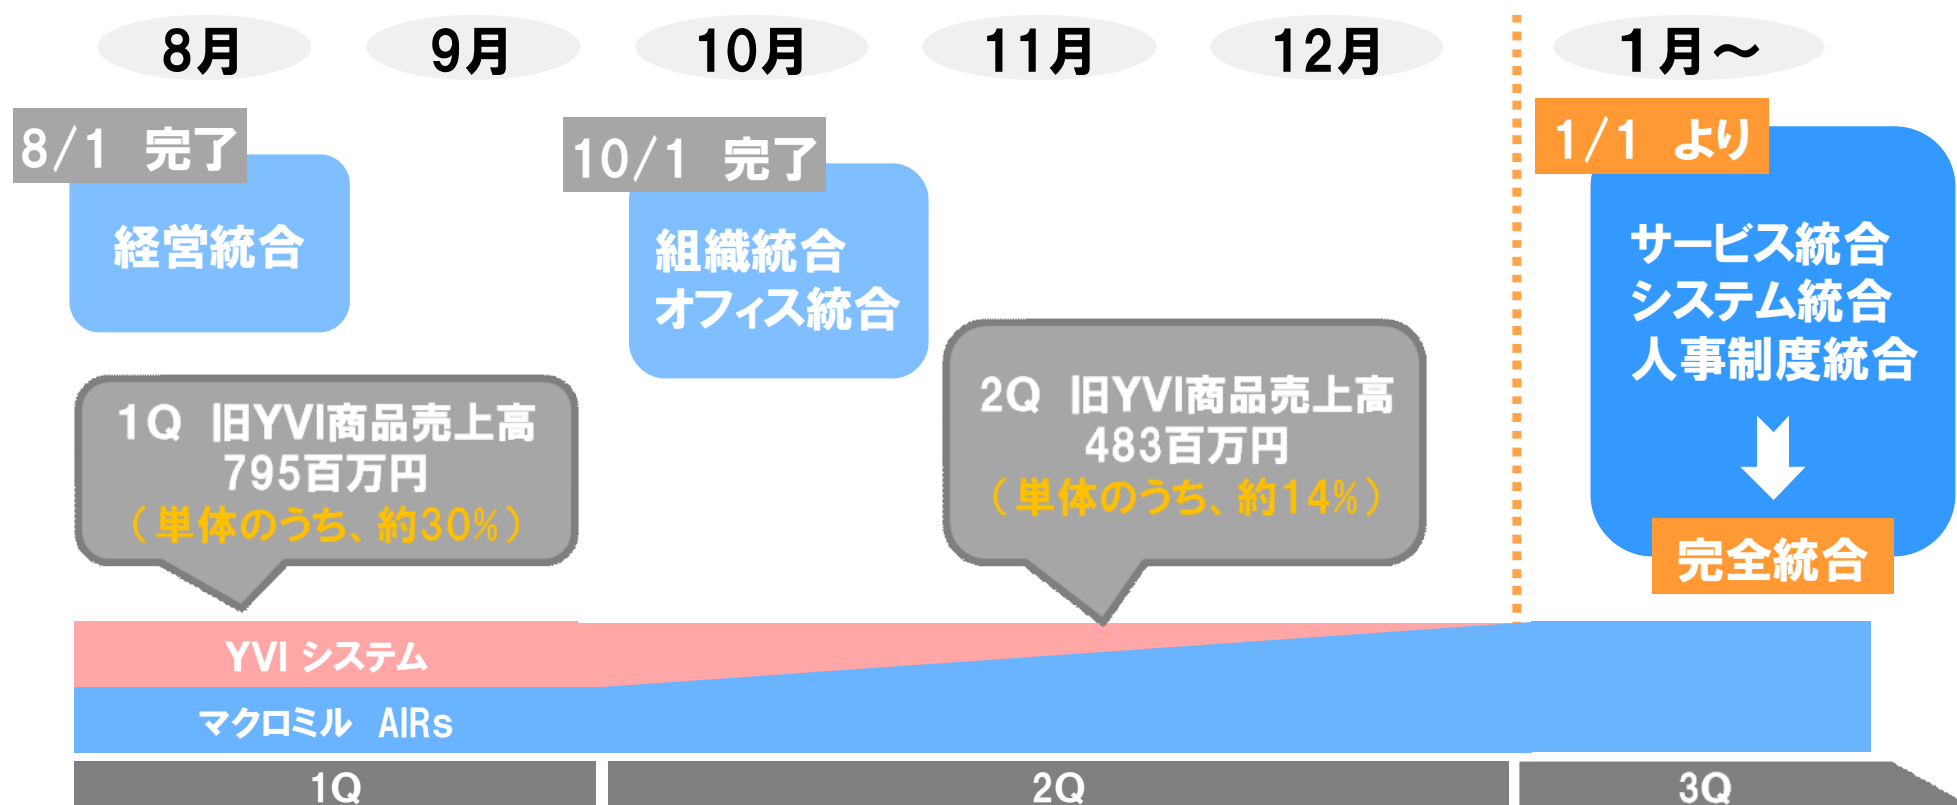 8月
9月
10月
11月
12月
1月～
8/1 完了
経営統合
10/1 完了
組織統合
オフィス統合
1/1 より
サービス統合
システム統合
人事制度統合
完全統合
1Q 旧YVI商品売上高
795百万円
（単体のうち、約30%）
2Q 旧YVI商品売上高
483百万円
（単体のうち、約14%）
YVI システム
マクロミル AIRs
1Q
2Q
3Q